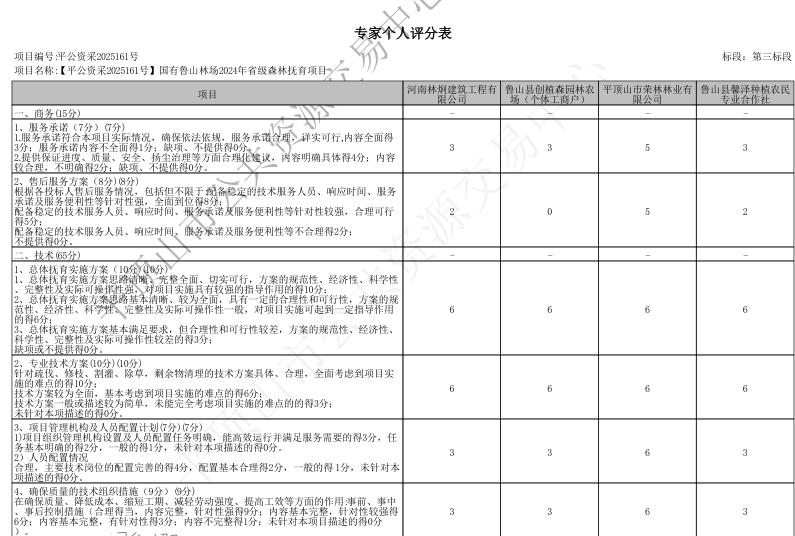 专家个人评分表
项目编号:平公资采2025161号
标段：第三标段
项目名称:【平公资采2025161号】国有鲁山林场2024年省级森林抚育项目
项目
河南林炯建筑工程有限公司
鲁山县创植森园林农场（个体工商户）
平顶山市荣林林业有限公司
鲁山县馨泽种植农民专业合作社
一、商务(15分)
-
-
-
-
1、服务承诺（7分）(7分)
1.服务承诺符合本项目实际情况，确保依法依规，服务承诺合理、详实可行,内容全面得
3分；服务承诺内容不全面得1分；缺项、不提供得0分。
2.提供保证进度、质量、安全、扬尘治理等方面合理化建议，内容明确具体得4分；内容
较合理，不明确得2分；缺项、不提供得0分。
3
3
5
3
2、售后服务方案（8分)(8分)
根据各投标人售后服务情况，包括但不限于:配备稳定的技术服务人员、响应时间、服务
承诺及服务便利性等针对性强，全面到位得8分；
配备稳定的技术服务人员、响应时间、服务承诺及服务便利性等针对性较强，合理可行
得5分；
配备稳定的技术服务人员、响应时间、服务承诺及服务便利性等不合理得2分；
不提供得0分。
2
0
5
2
二、技术(65分)
-
-
-
-
1、总体抚育实施方案（10分)(10分)
1、总体抚育实施方案思路清晰、完整全面、切实可行，方案的规范性、经济性、科学性
、完整性及实际可操作性强、对项目实施具有较强的指导作用的得10分；
2、总体抚育实施方案思路基本清晰、较为全面，具有一定的合理性和可行性，方案的规
范性、经济性、科学性、完整性及实际可操作性一般，对项目实施可起到一定指导作用
的得6分；
3、总体抚育实施方案基本满足要求，但合理性和可行性较差，方案的规范性、经济性、
科学性、完整性及实际可操作性较差的得3分；
缺项或不提供得0分。
6
6
6
6
2、专业技术方案(10分)(10分)
针对疏伐、修枝、割灌、除草，剩余物清理的技术方案具体、合理，全面考虑到项目实
施的难点的得10分；
技术方案较为全面，基本考虑到项目实施的难点的得6分；
技术方案一般或描述较为简单，未能完全考虑项目实施的难点的的得3分；
未针对本项描述的得0分。
6
6
6
6
3、项目管理机构及人员配置计划(7分)(7分)
1)项目组织管理机构设置及人员配置任务明确，能高效运行并满足服务需要的得3分，任
务基本明确的得2分，一般的得1分，未针对本项描述的得0分。
2）人员配置情况
合理，主要技术岗位的配置完善的得4分，配置基本合理得2分，一般的得1分，未针对本
项描述的得0分。
3
3
6
3
4、确保质量的技术组织措施（9分）(9分)
在确保质量、降低成本、缩短工期、减轻劳动强度、提高工效等方面的作用:事前、事中
、事后控制措施（合理得当，内容完整，针对性强得9分；内容基本完整，针对性较强得
6分；内容基本完整，有针对性得3分；内容不完整得1分；未针对本项目描述的得0分
）。
3
3
6
3
平顶山市公共资源交易中心
平顶山市公共资源交易中心